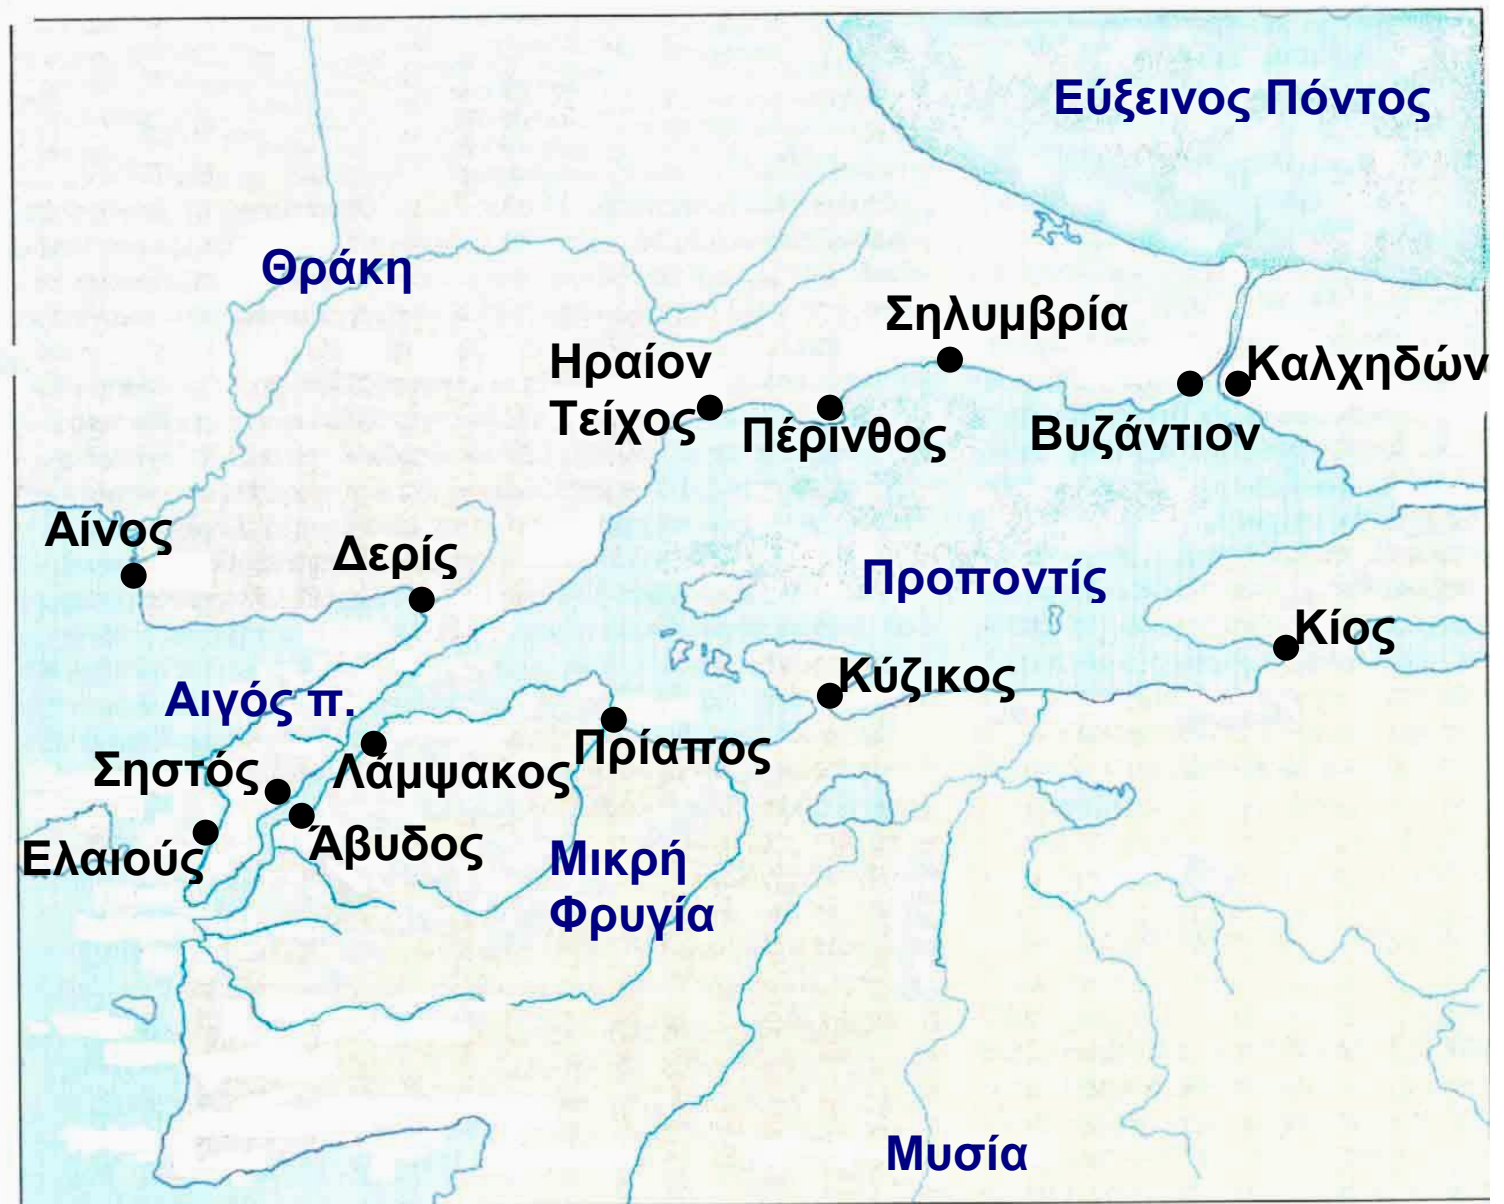 Εύξεινος Πόντος
Θράκη
Σηλυμβρία
Ηραίον
Τείχος
Καλχηδών
Πέρινθος
Βυζάντιον
Αίνος
Δερίς
Προποντίς
Κίος
Κύζικος
Αιγός π.
Πρίαπος
Σηστός
Λάμψακος
Άβυδος
Ελαιούς
Μικρή
Φρυγία
Μυσία